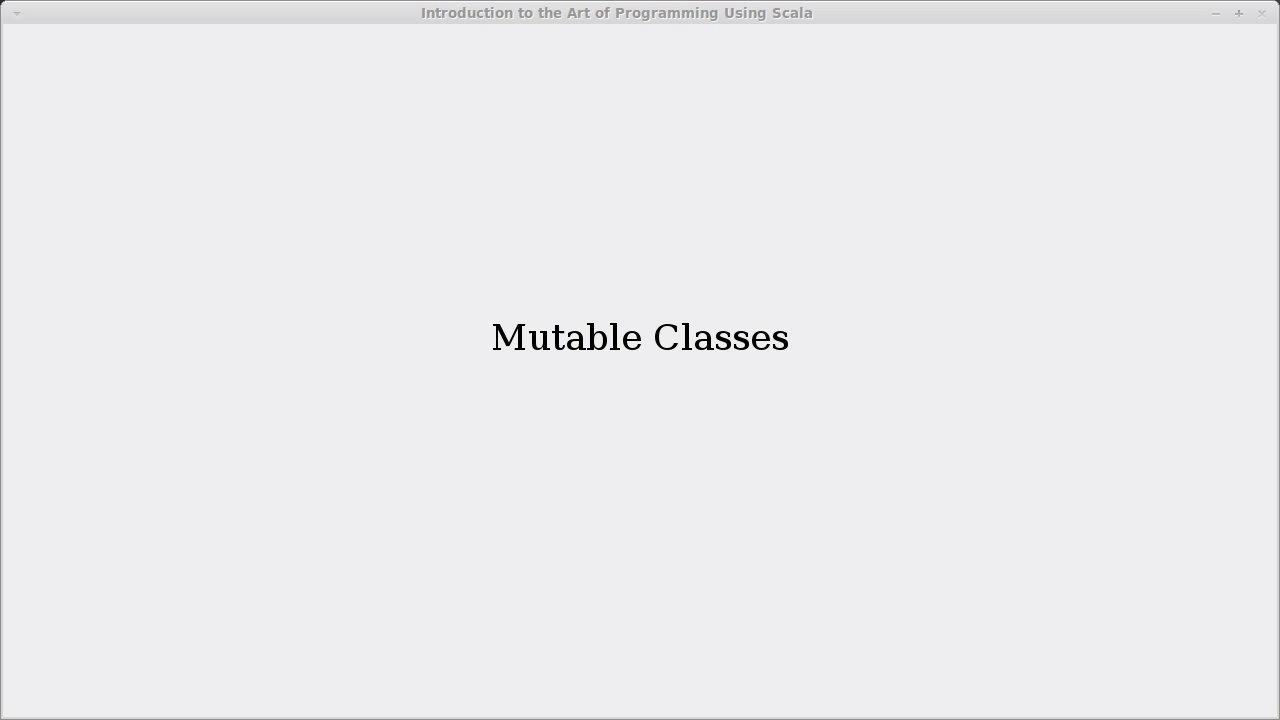 Introduction to the Art of Programming Using Scala
Mutable Classes